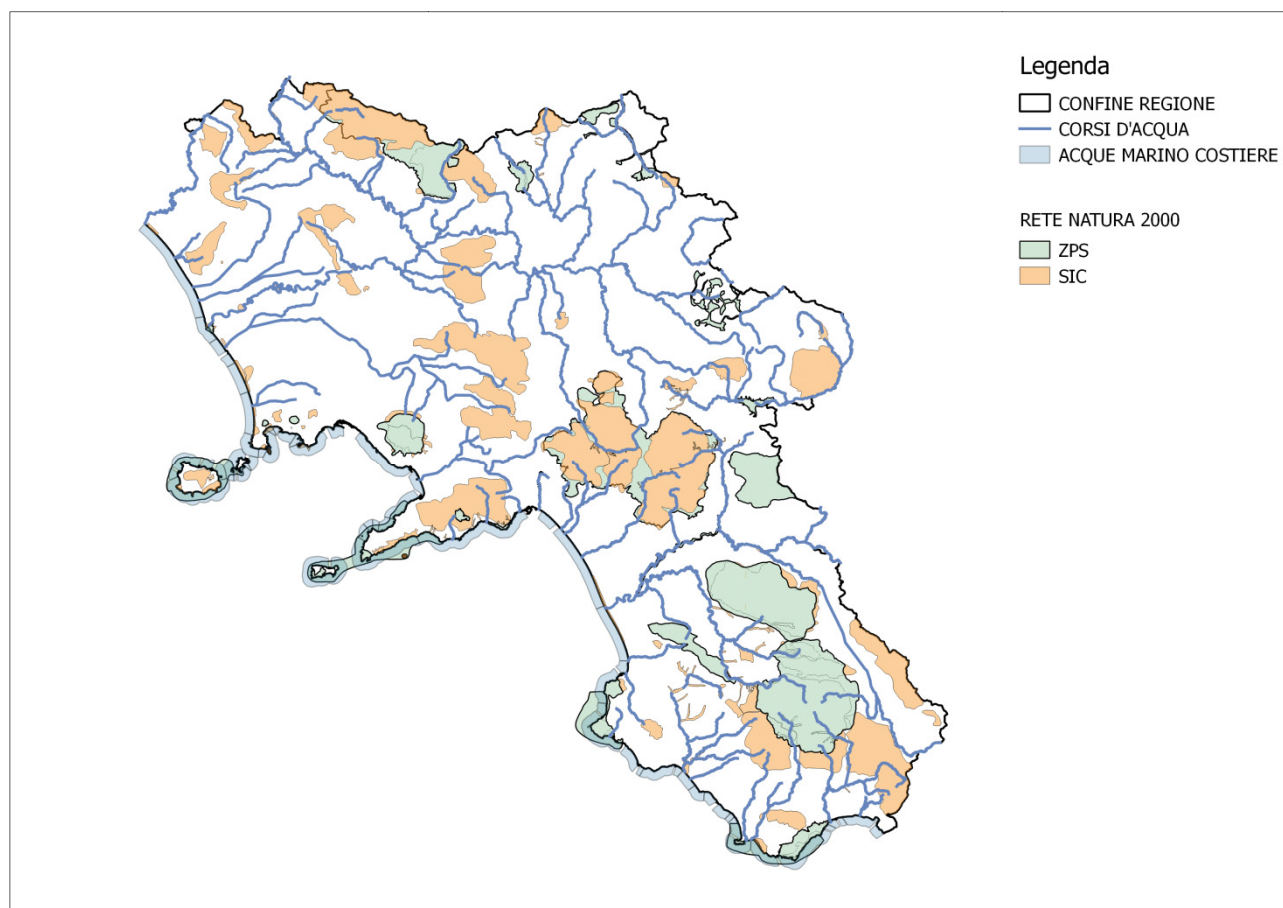 Legenda
CONFINE REGIONE
CORSI D'ACQUA
ACQUE MARINO COSTIERE
RETE NATURA 2000
ZPS
SIC